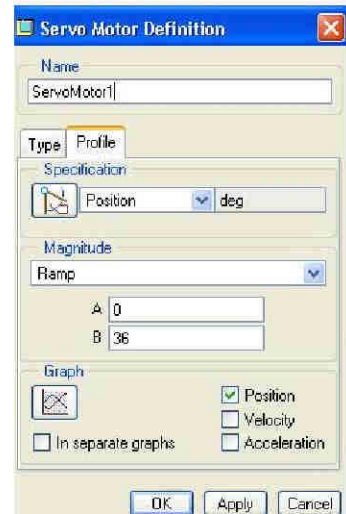 Servo Motor Definition
Name
ServoMotor1
Type Profile
Specification
Position deg
Magnitude
Ramp
A 0
B 36
Graph
Position
Velocity
In separate graphs Acceleration
OK Apply Cancel